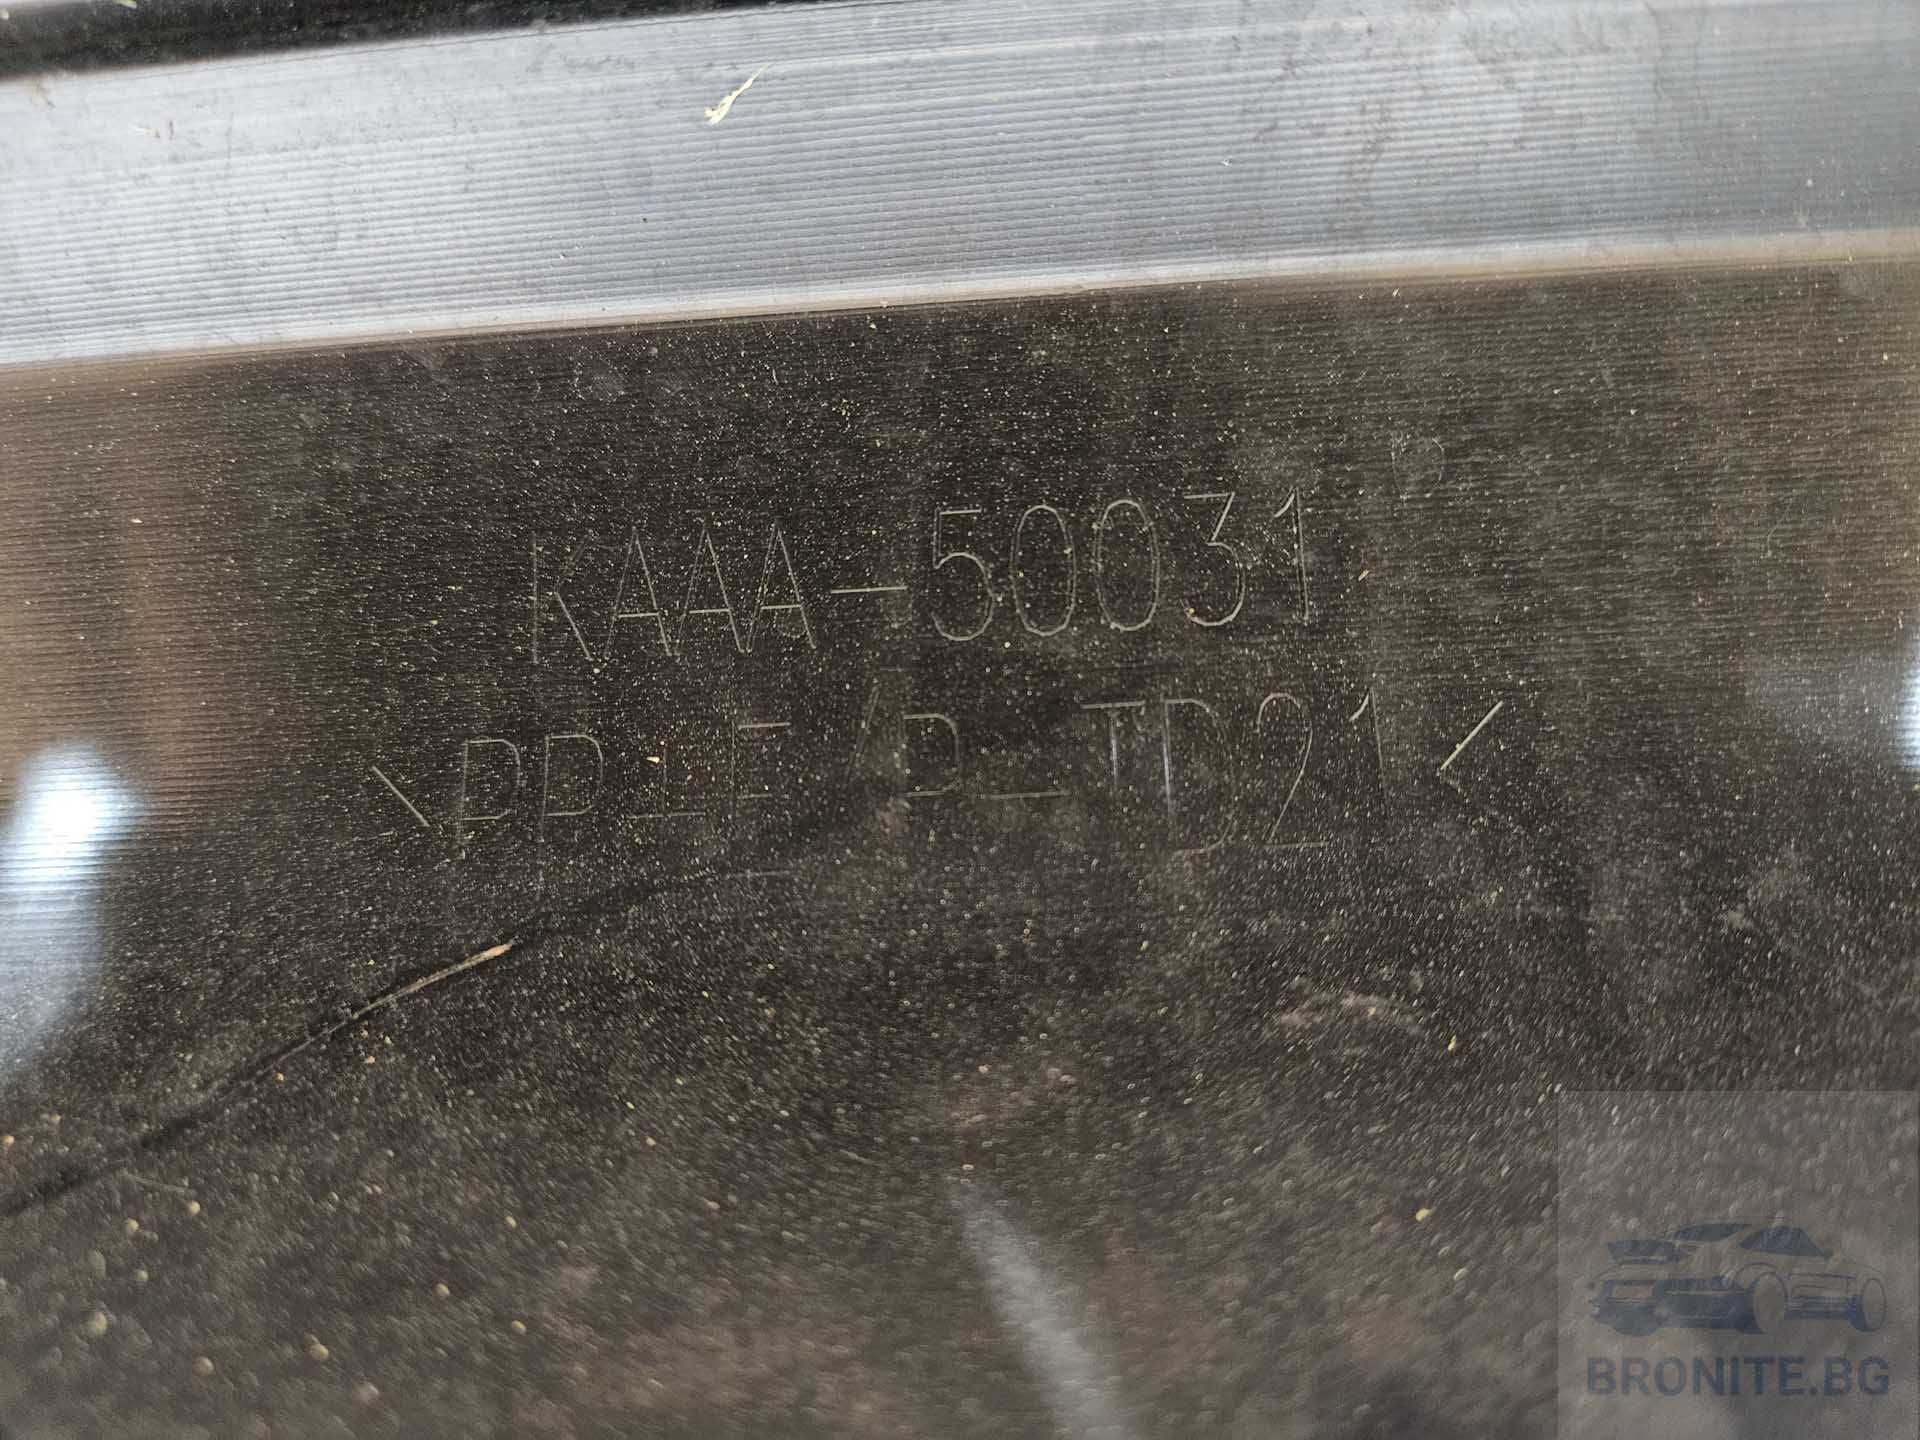 KAAA-50031
>PP+E/P-TD21<
BRONITE.BG